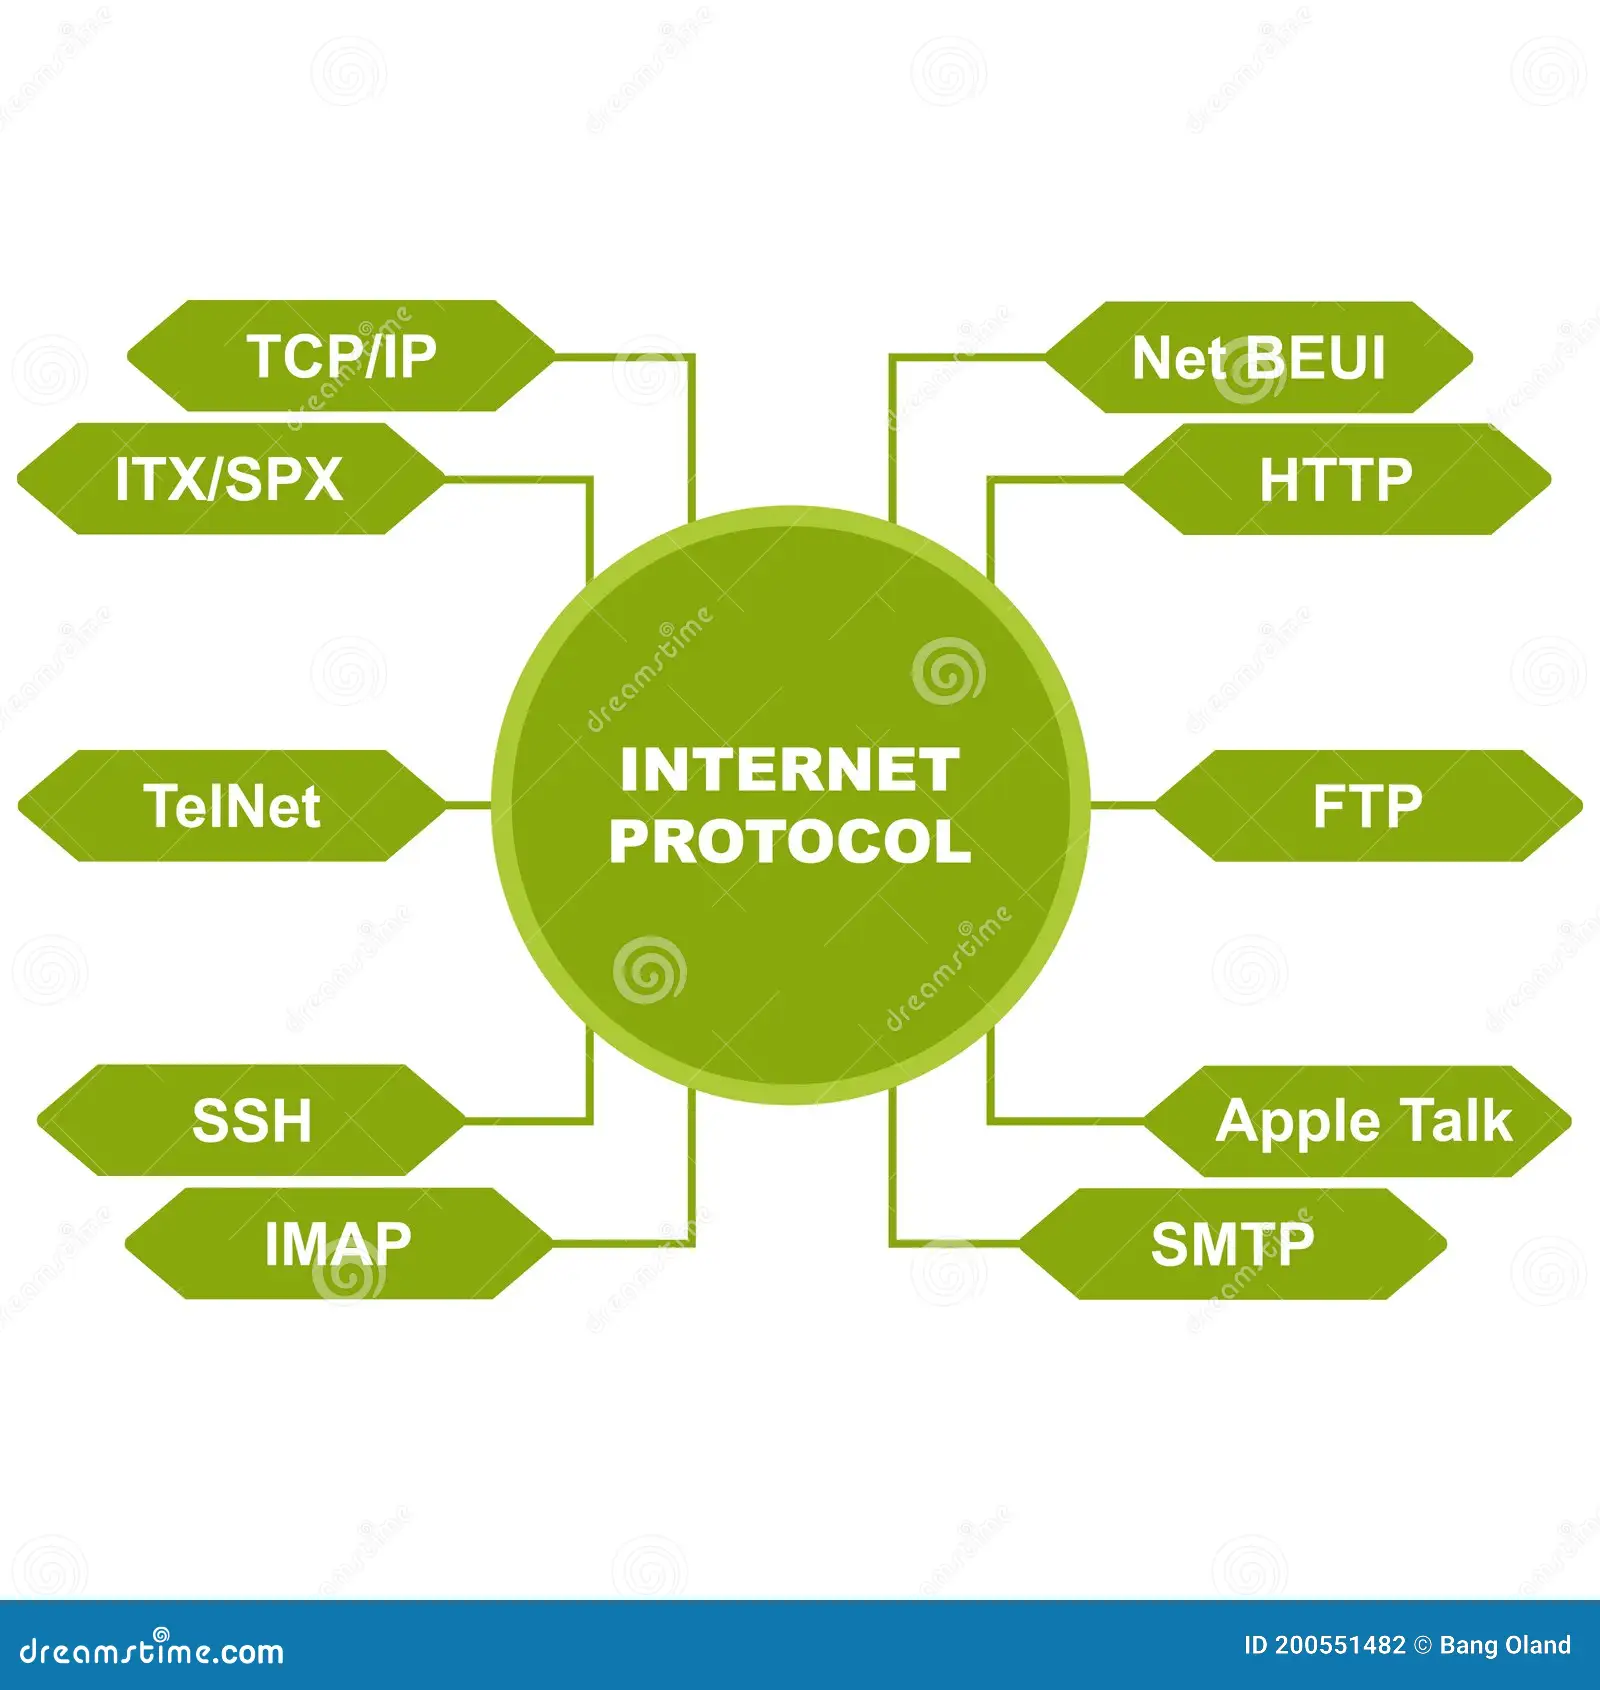 TCP/IP
Net BEUI
ITX/SPX
HTTP
INTERNET
PROTOCOL
TelNet
FTP
SSH
Apple Talk
IMAP
SMTP
dreamstime
dreamstime.com
ID 200551482 © Bang Oland